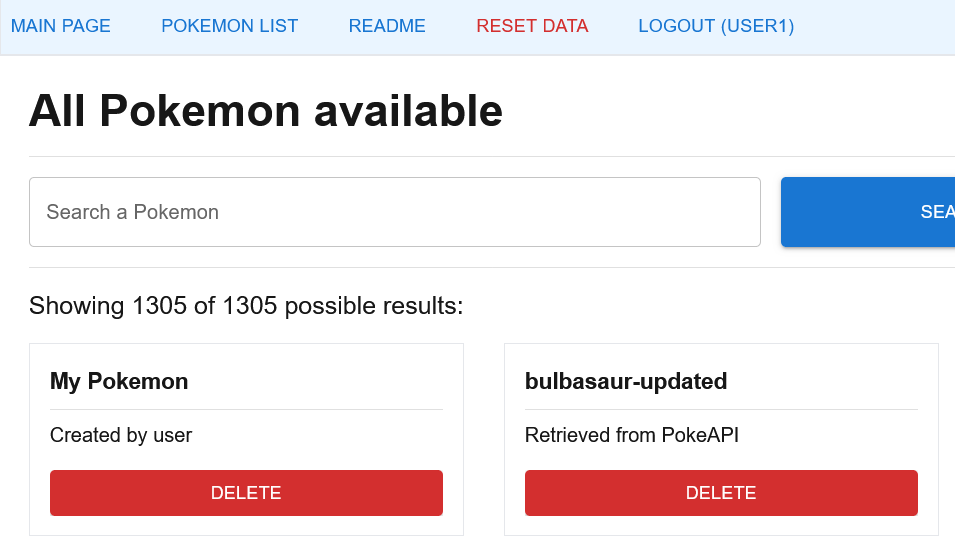 MAIN PAGE POKEMON LIST README RESET DATA LOGOUT (USER1)
All Pokemon available
Search a Pokemon
Showing 1305 of 1305 possible results:
My Pokemon
Created by user
DELETE
bulbasaur-updated
Retrieved from PokeAPI
DELETE